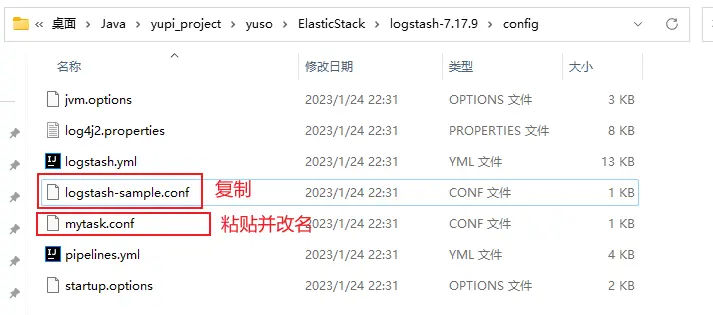 桌面 Java yupi_project yuso ElasticStack logstash-7.17.9 config
名称 修改日期 类型 大小
jvm.options 2023/1/24 22:31 OPTIONS 文件 3 KB
log4j2.properties 2023/1/24 22:31 PROPERTIES 文件 8 KB
logstash.yml 2023/1/24 22:31 YML 文件 13 KB
logstash-sample.conf 复制 2023/1/24 22:31 CONF 文件 1 KB
mytask.conf 粘贴并改名 2023/1/24 22:31 CONF 文件 1 KB
pipelines.yml 2023/1/24 22:31 YML 文件 4 KB
startup.options 2023/1/24 22:31 OPTIONS 文件 2 KB